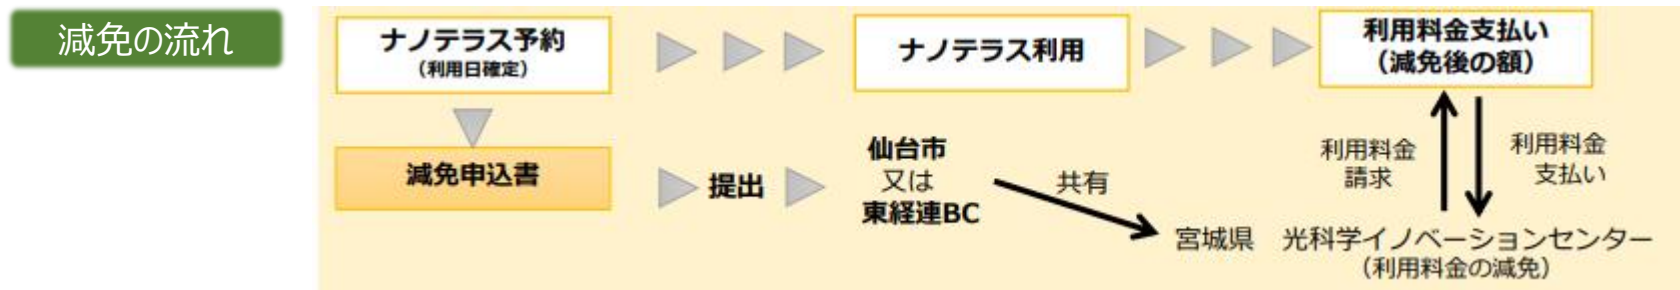 減免の流れ
ナノテラス予約
(利用日確定)
ナノテラス利用
利用料金支払い
(減免後の額)
減免申込書
提出
仙台市
又は
東経連BC
共有
利用料金
請求
利用料金
支払い
宮城県
光科学イノベーションセンター
(利用料金の減免)